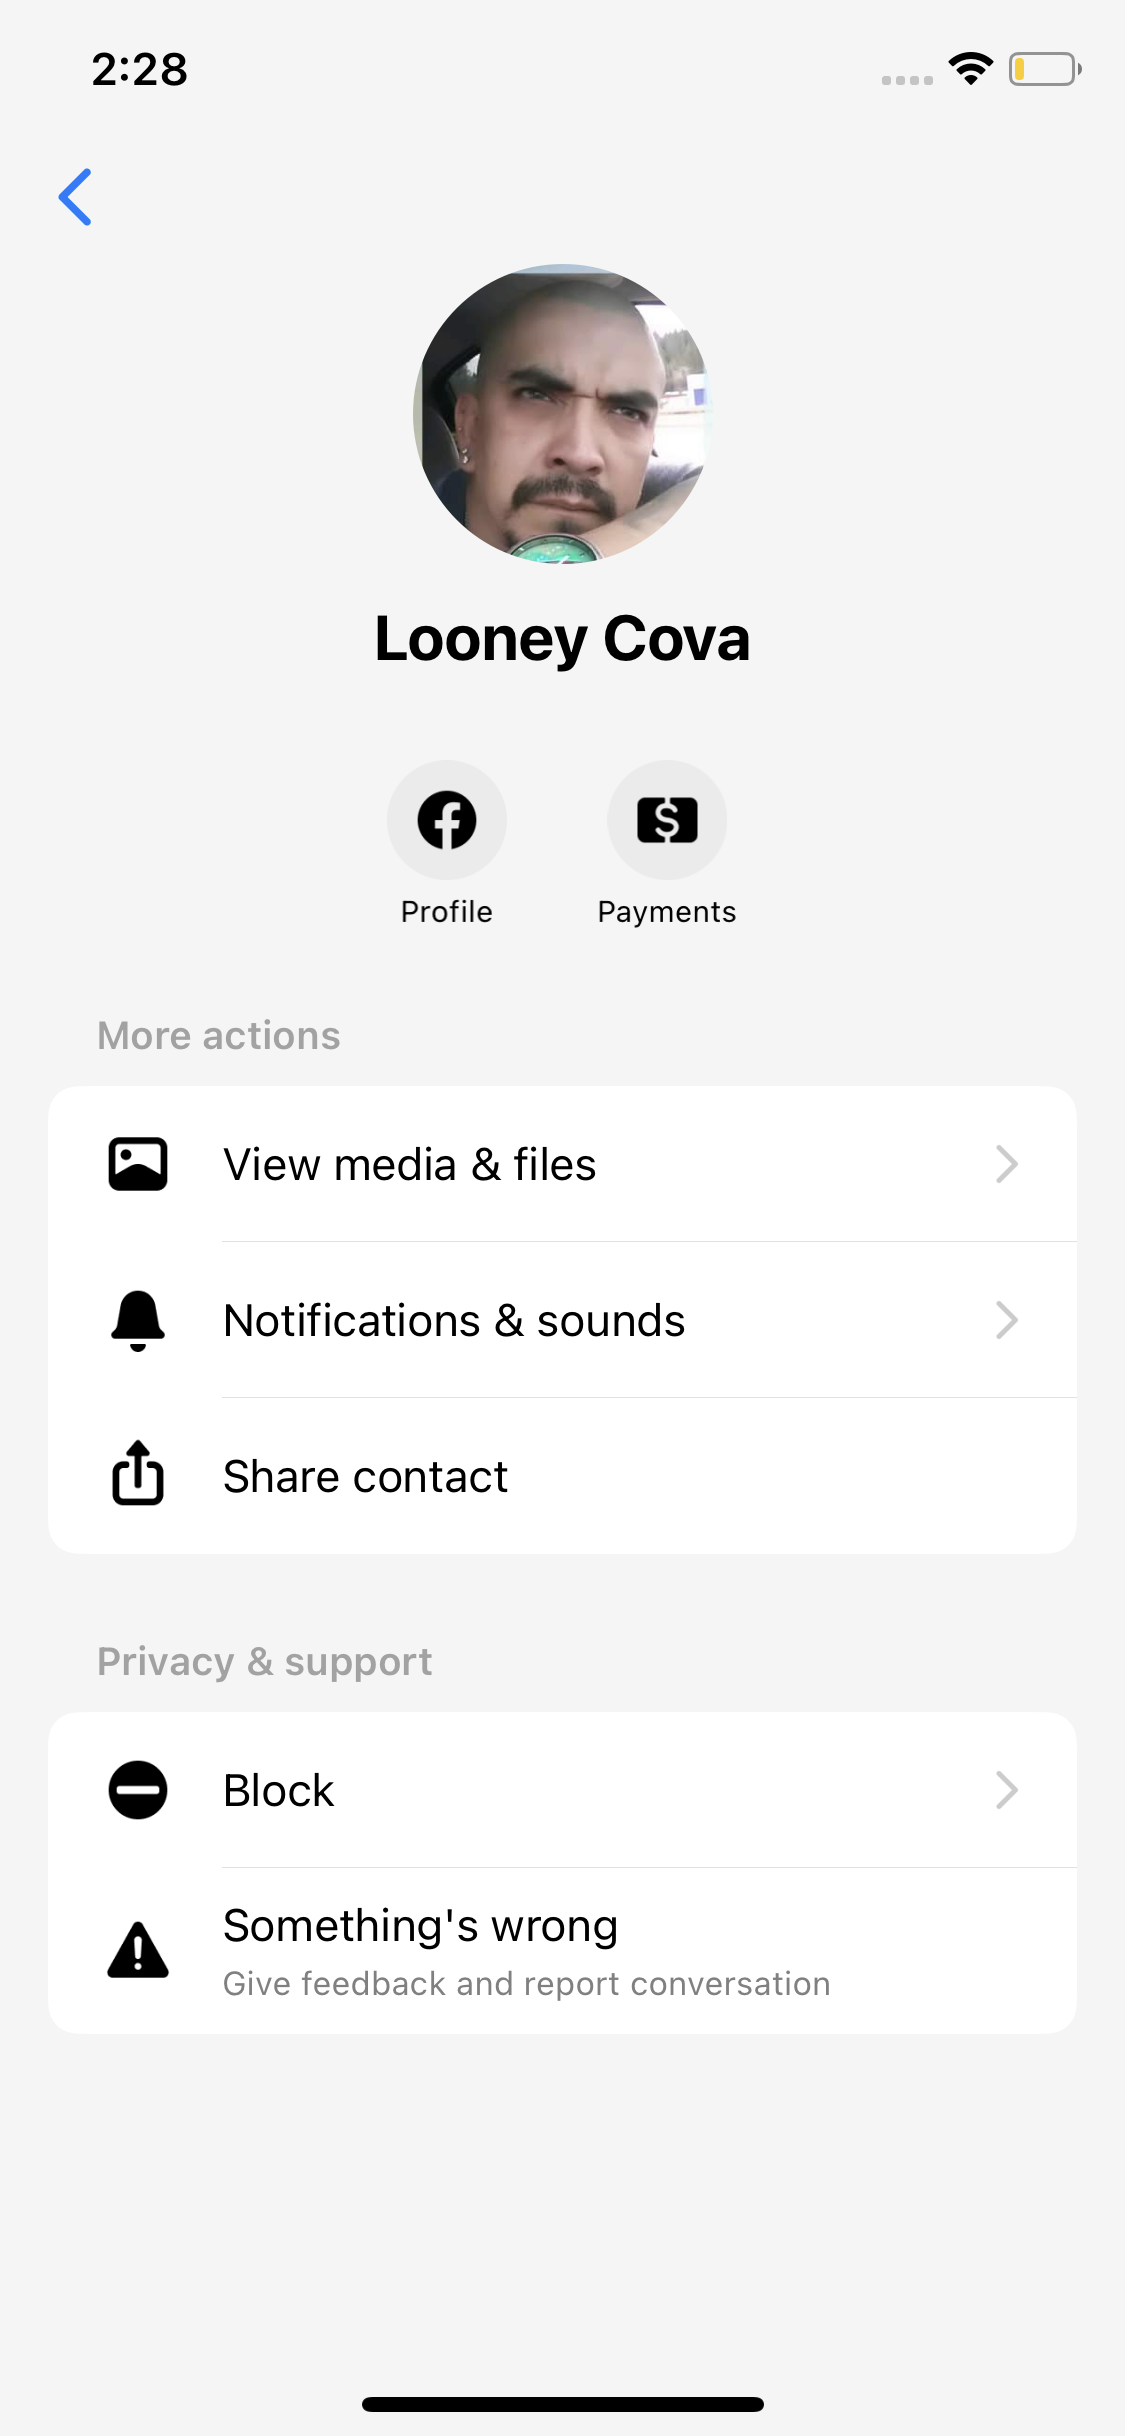 2:28
Looney Cova
Profile
Payments
More actions
View media & files
Notifications & sounds
Share contact
Privacy & support
Block
Something's wrong
Give feedback and report conversation